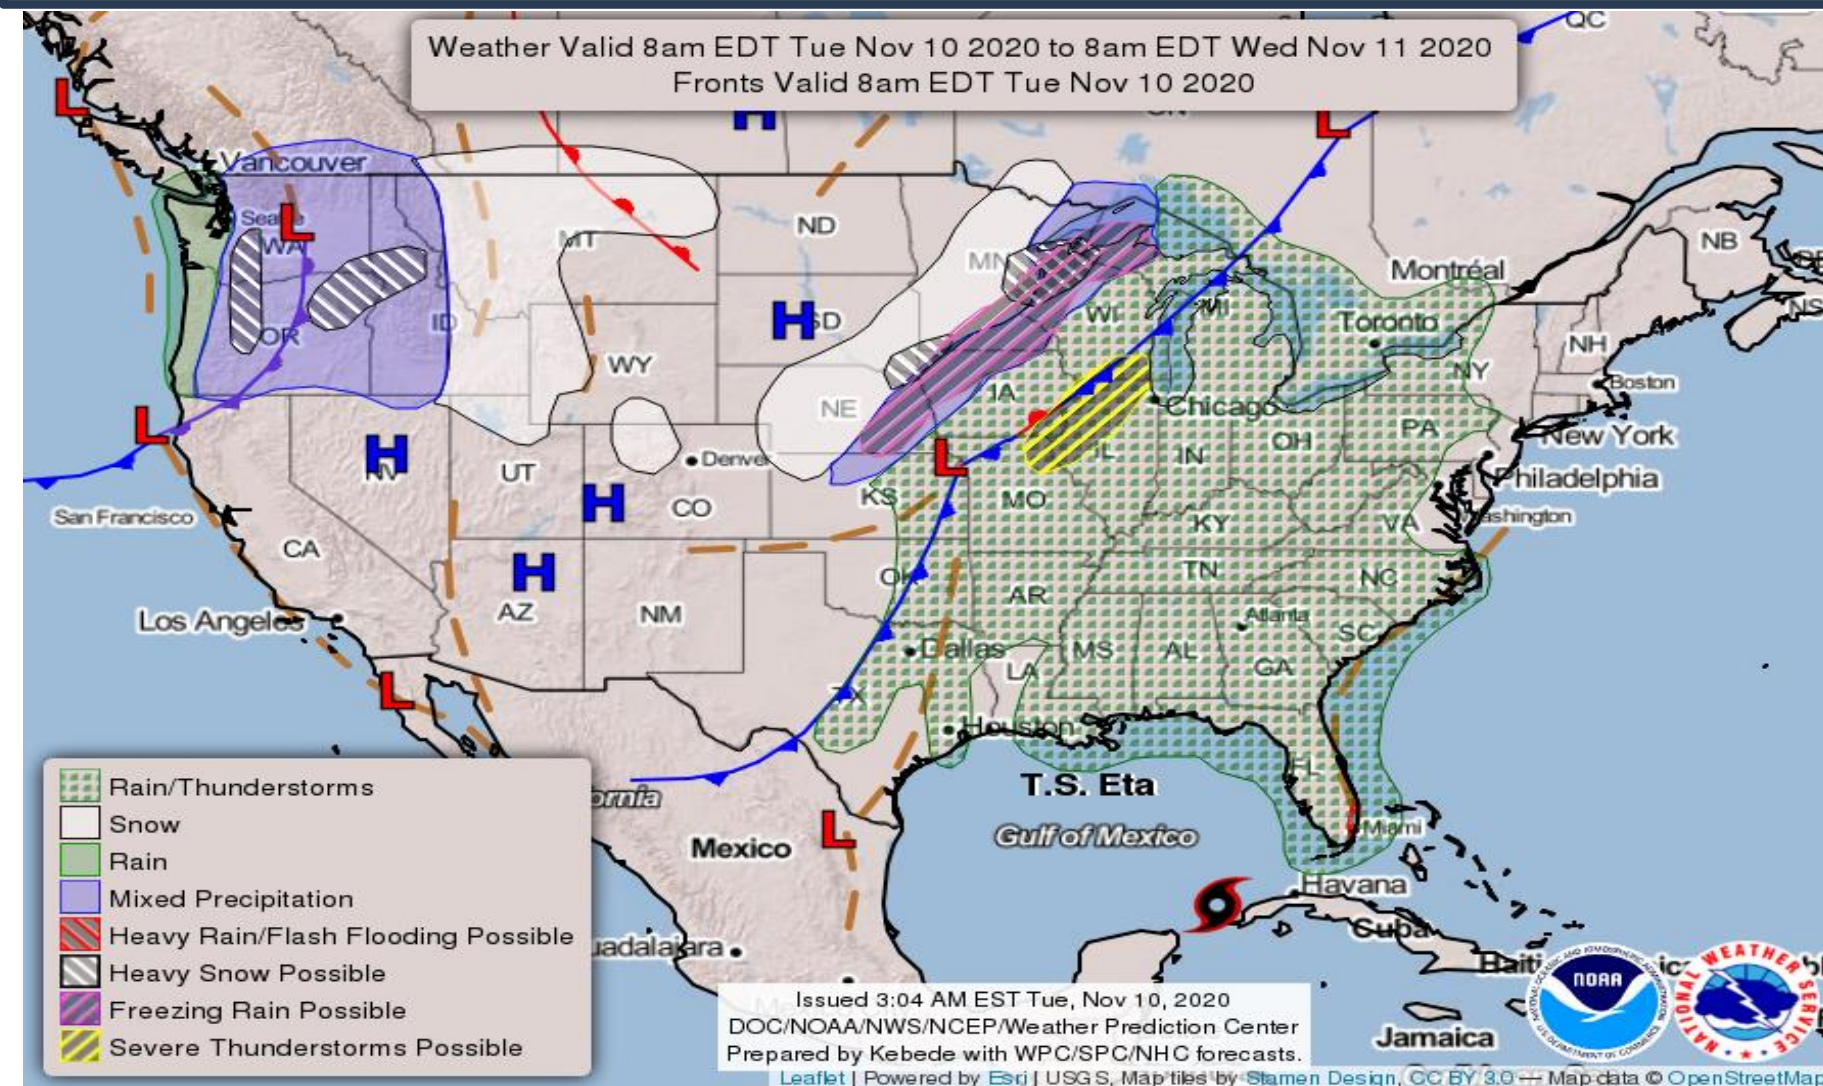 Weather Valid 8am EDT Tue Nov 10 2020 to 8am EDT Wed Nov 11 2020
Fronts Valid 8am EDT Tue Nov 10 2020
QC
L
H
L
Vancouver
Seattle
L
WA
MT
ND
MN
Montréal
NB
NS
OR
ID
H
SD
WI
MI
Toronto
NH
WY
NY
Boston
NE
IA
Chicago
PA
New York
L
H
NV
UT
Denver
L
IL
IN
OH
Philadelphia
San Francisco
H
CO
KS
MO
KY
VA
Washington
CA
H
AZ
NM
OK
AR
TN
NC
Los Angeles
Dallas
LA
MS
AL
Atlanta
GA
SC
L
TX
Houston
FL
T.S. Eta
Gulf of Mexico
Miami
ornia
Mexico
L
Havana
Cuba
uadalajara
Haiti
Jamaica
Rain/Thunderstorms
Snow
Rain
Mixed Precipitation
Heavy Rain/Flash Flooding Possible
Heavy Snow Possible
Freezing Rain Possible
Severe Thunderstorms Possible
Issued 3:04 AM EST Tue, Nov 10, 2020
DOC/NOAA/NWS/NCEP/Weather Prediction Center
Prepared by Kebede with WPC/SPC/NHC forecasts.
NOAA
NATIONAL WEATHER SERVICE
Leaflet | Powered by Esri | USGS, Map tiles by Stamen Design, CC BY 3.0 — Map data © OpenStreetMap